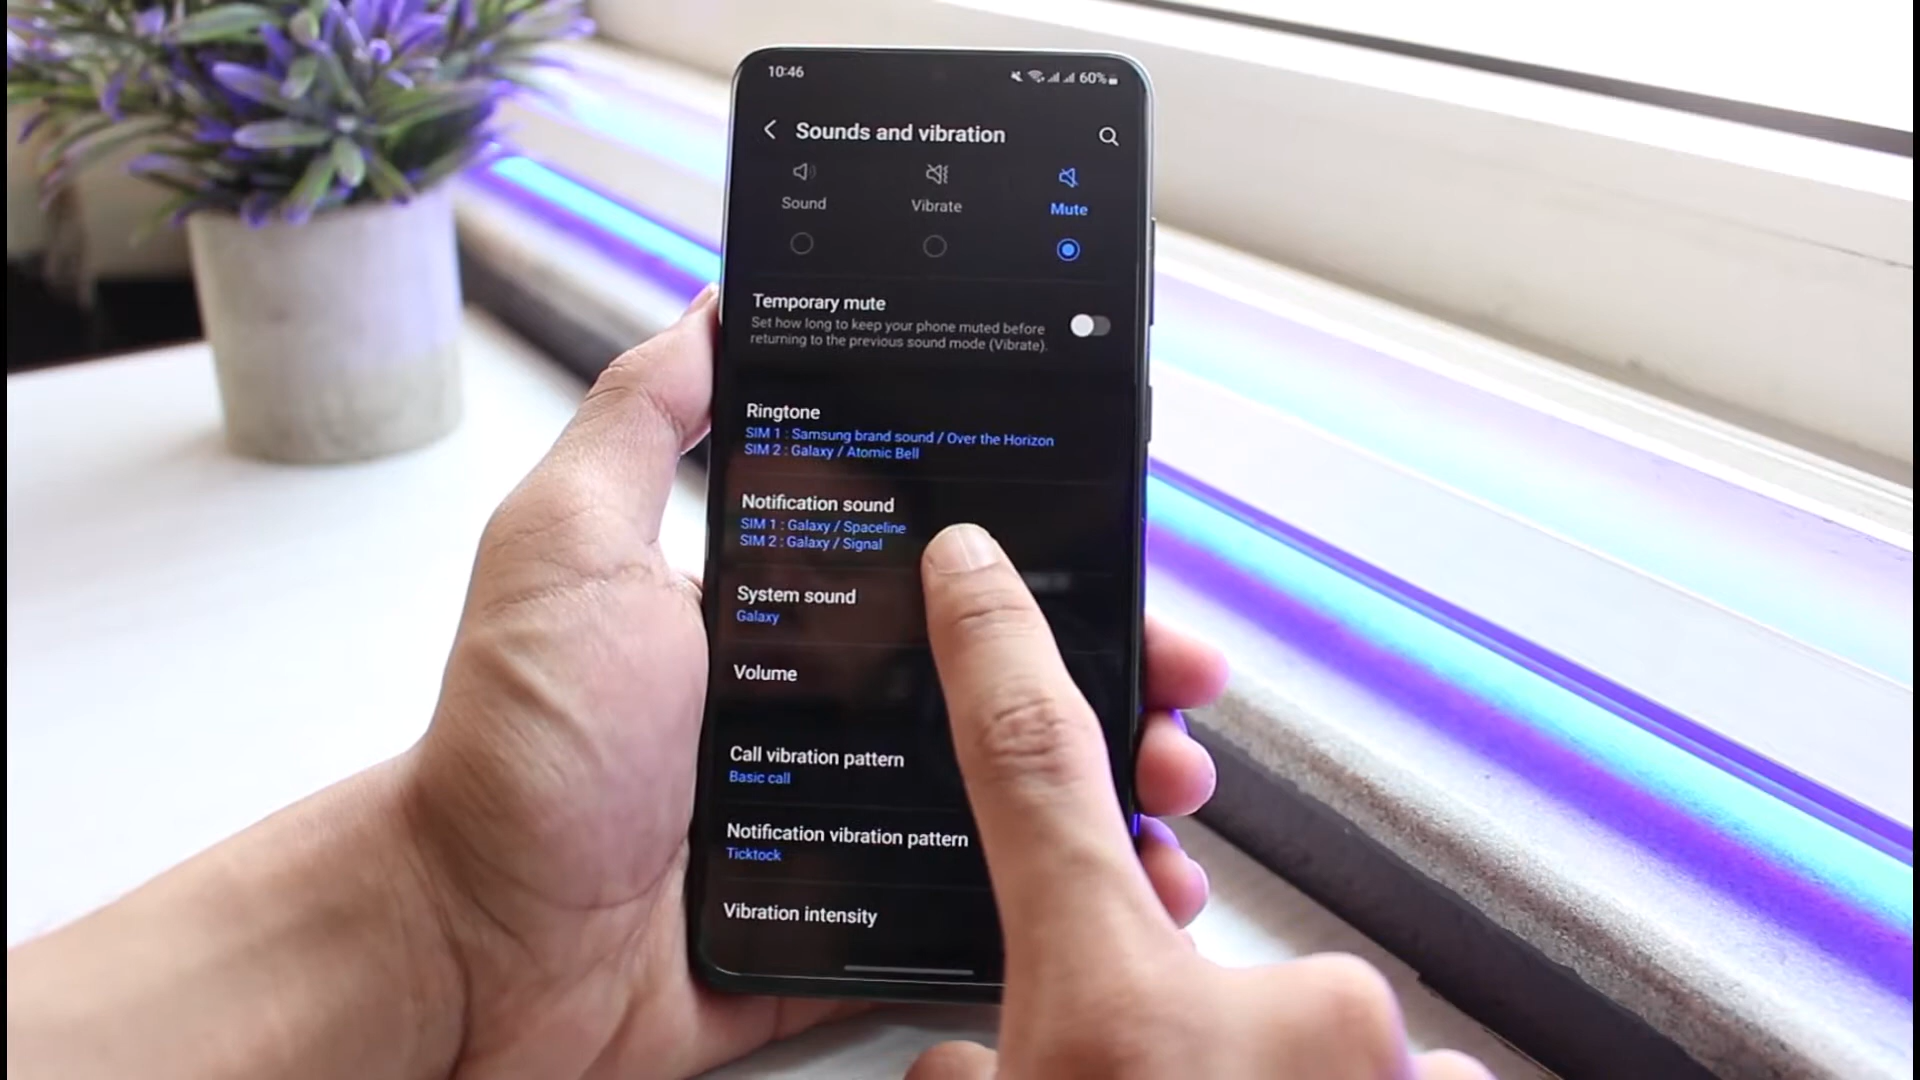 10:46
60%
Sounds and vibration
Sound
Vibrate
Mute
Temporary mute
Set how long to keep your phone muted before
returning to the previous sound mode (Vibrate).
Ringtone
SIM 1 : Samsung brand sound / Over the Horizon
SIM 2 : Galaxy / Atomic Bell
Notification sound
SIM 1 : Galaxy / Spaceline
SIM 2 : Galaxy / Signal
System sound
Galaxy
Volume
Call vibration pattern
Basic call
Notification vibration pattern
Ticktock
Vibration intensity